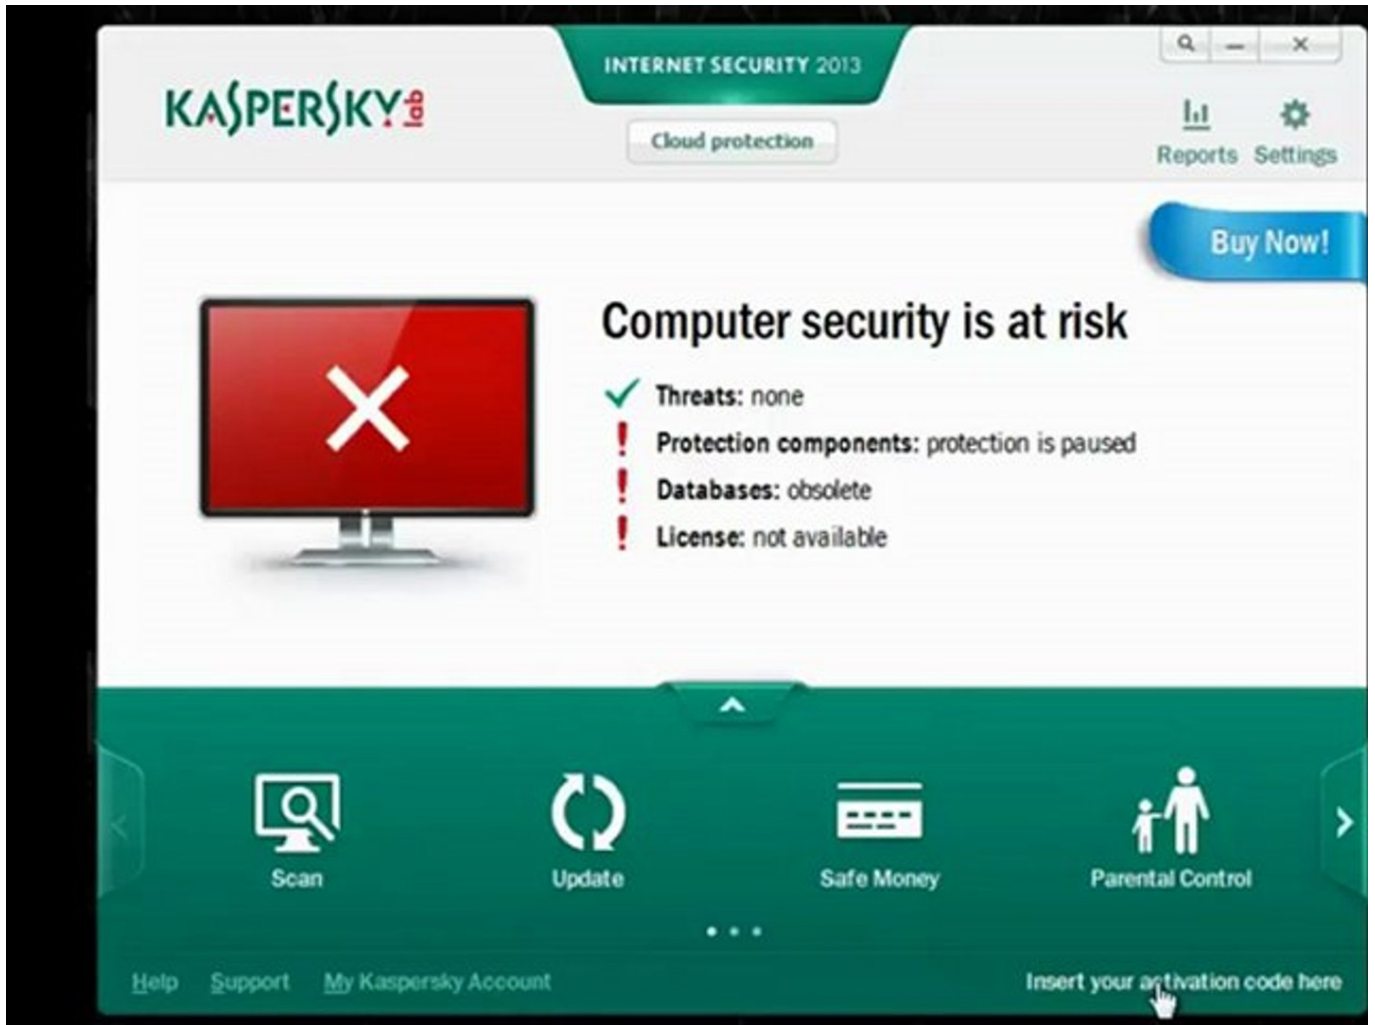 INTERNET SECURITY 2013
KASPERSKY lab
Cloud protection
Reports Settings
Buy Now!
Computer security is at risk
Threats: none
Protection components: protection is paused
Databases: obsolete
License: not available
Scan
Update
Safe Money
Parental Control
Help Support My Kaspersky Account
Insert your activation code here